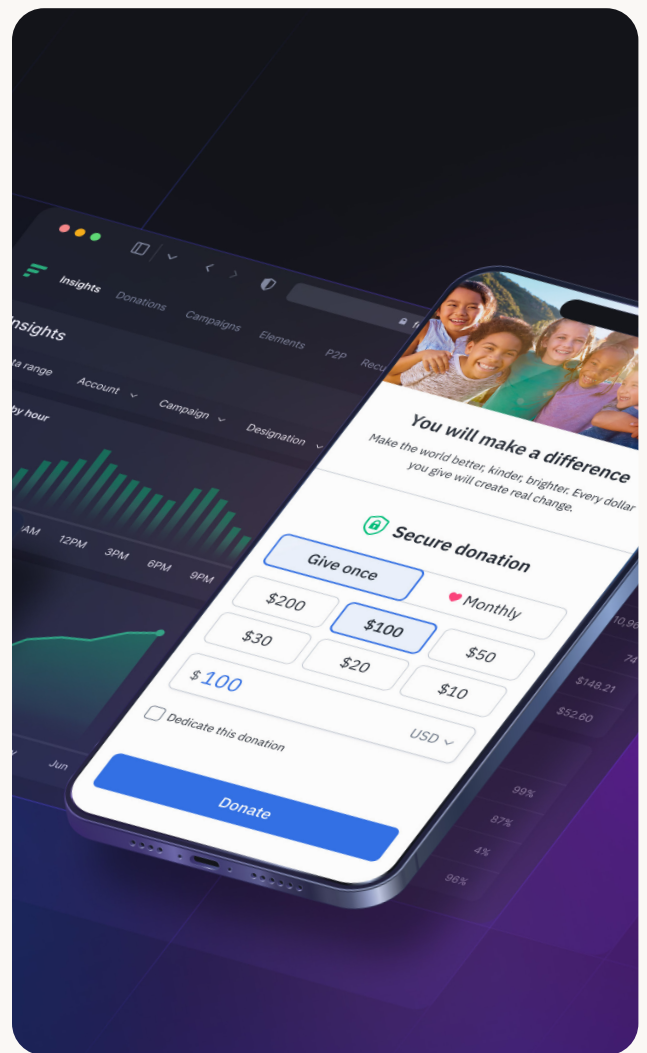 Insights
Donations
Campaigns
Elements
P2P
Insights
range
Account
Campaign
Designation
by hour
12PM
3PM
6PM
9PM
Jun
You will make a difference
Make the world better, kinder, brighter. Every dollar
you give will create real change.
Secure donation
Give once
Monthly
$200
$100
$50
$30
$20
$10
$ 100
USD
Dedicate this donation
Donate
$148.21
$52.60
99%
87%
4%
96%